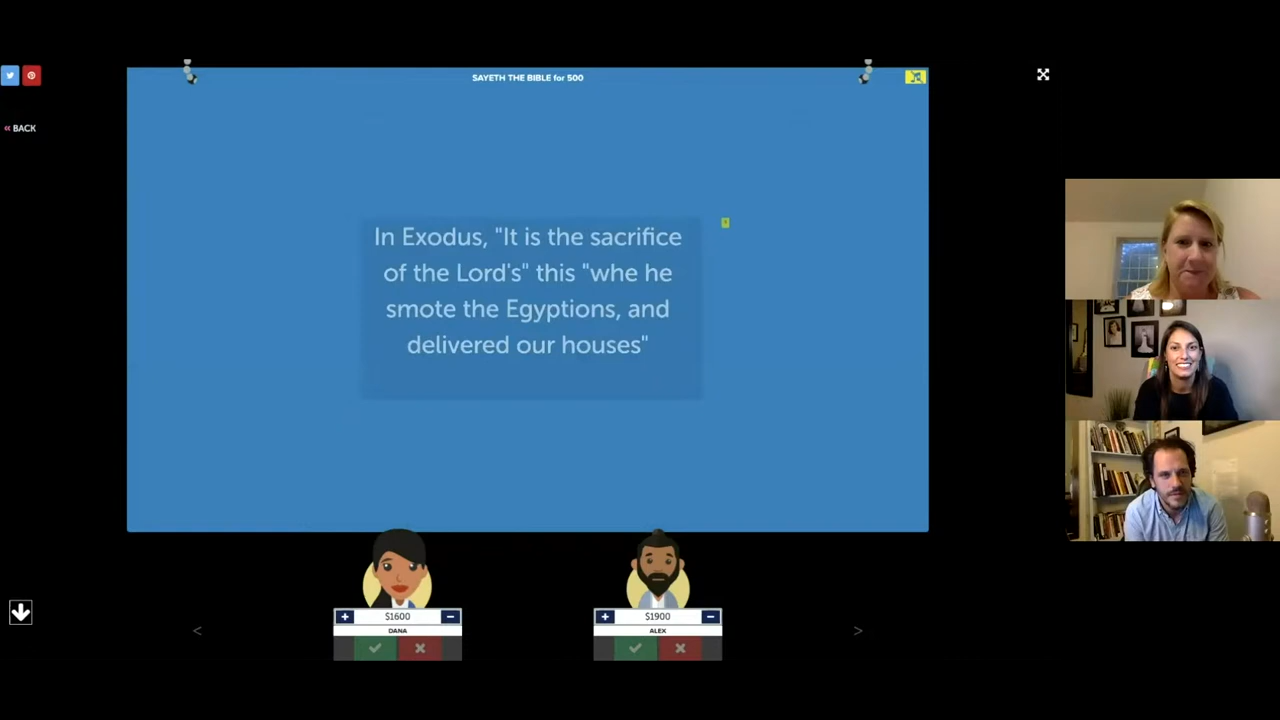 SAYETH THE BIBLE for 500
« BACK
In Exodus, "It is the sacrifice
of the Lord's" this "whe he
smote the Egyptions, and
delivered our houses"
+ $1600 −
DANA
+ $1900 −
ALEX
< >